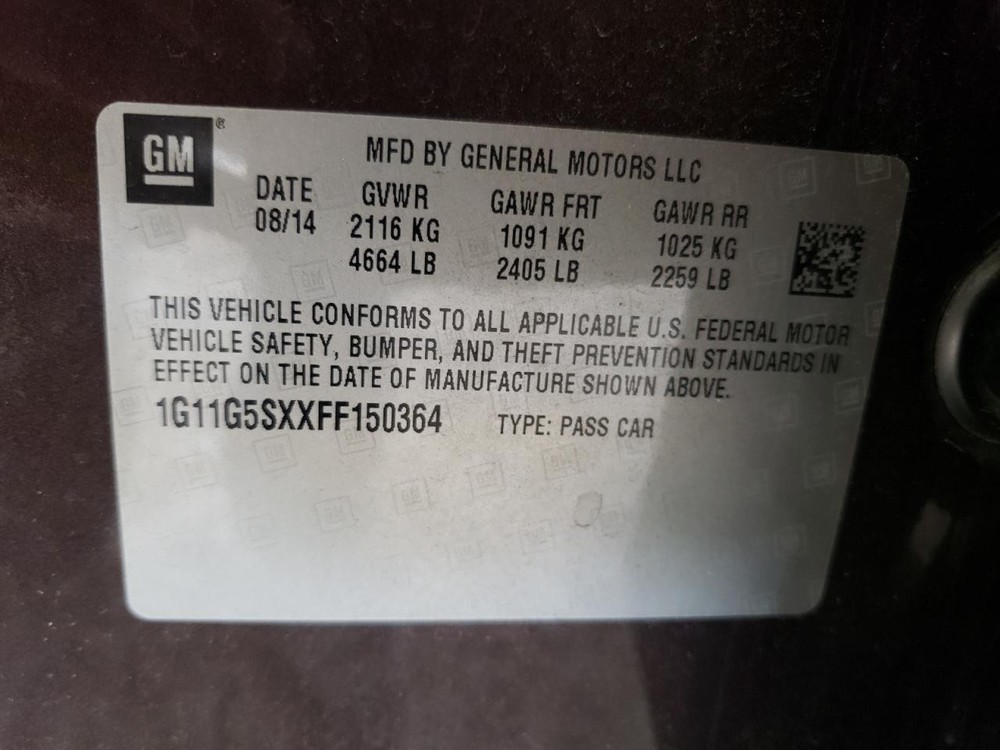 GM ®
MFD BY GENERAL MOTORS LLC
DATE GVWR GAWR FRT GAWR RR
08/14 2116 KG 1091 KG 1025 KG
4664 LB 2405 LB 2259 LB
THIS VEHICLE CONFORMS TO ALL APPLICABLE U.S. FEDERAL MOTOR
VEHICLE SAFETY, BUMPER, AND THEFT PREVENTION STANDARDS IN
EFFECT ON THE DATE OF MANUFACTURE SHOWN ABOVE.
1G11G5SXXFF150364 TYPE: PASS CAR